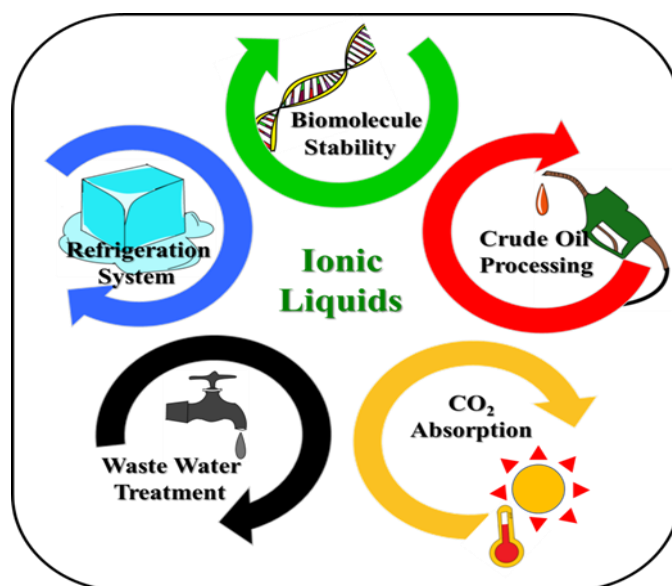 Biomolecule
Stability
Refrigeration
System
Crude Oil
Processing
Ionic
Liquids
Waste Water
Treatment
CO₂
Absorption